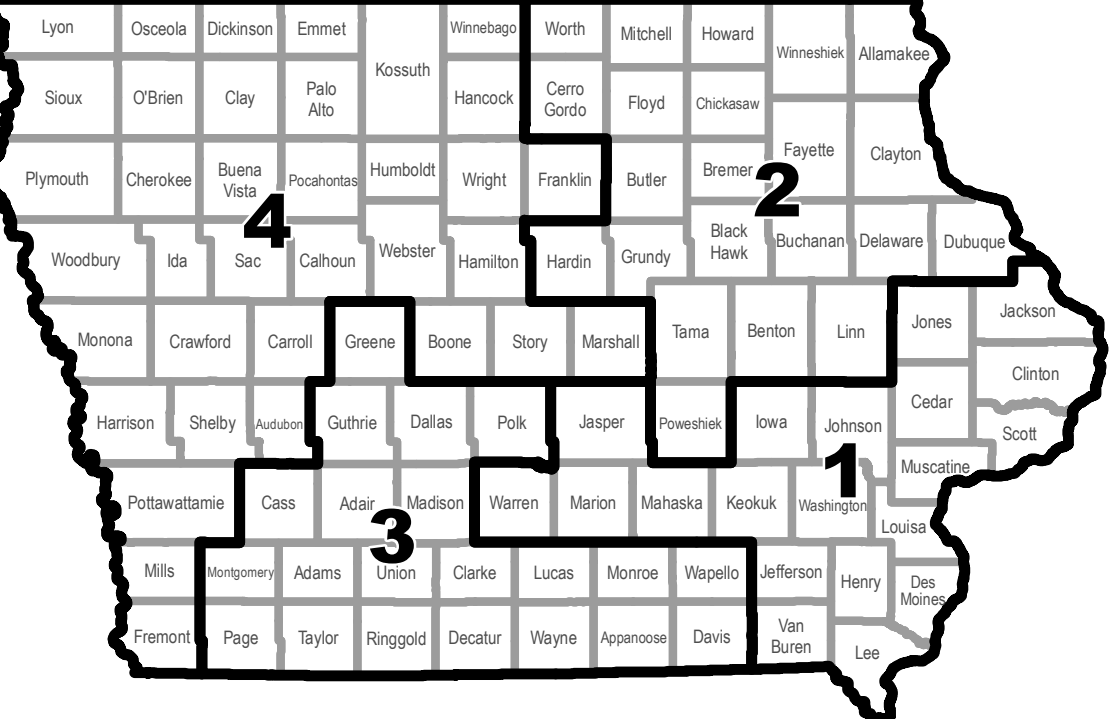 Lyon
Osceola
Dickinson
Emmet
Winnebago
Worth
Mitchell
Howard
Winneshiek
Allamakee
Kossuth
Sioux
O'Brien
Clay
Palo
Alto
Hancock
Cerro
Gordo
Floyd
Chickasaw
Fayette
Clayton
Plymouth
Cherokee
Buena
Vista
Pocahontas
Humboldt
Wright
Franklin
Butler
Bremer
2
4
Woodbury
Ida
Sac
Calhoun
Webster
Hamilton
Hardin
Grundy
Black
Hawk
Buchanan
Delaware
Dubuque
Monona
Crawford
Carroll
Greene
Boone
Story
Marshall
Tama
Benton
Linn
Jones
Jackson
Clinton
Harrison
Shelby
Audubon
Guthrie
Dallas
Polk
Jasper
Poweshiek
Iowa
Johnson
Cedar
Scott
1
Muscatine
Pottawattamie
Cass
Adair
Madison
Warren
Marion
Mahaska
Keokuk
Washington
Louisa
3
Mills
Montgomery
Adams
Union
Clarke
Lucas
Monroe
Wapello
Jefferson
Henry
Des
Moines
Fremont
Page
Taylor
Ringgold
Decatur
Wayne
Appanoose
Davis
Van
Buren
Lee